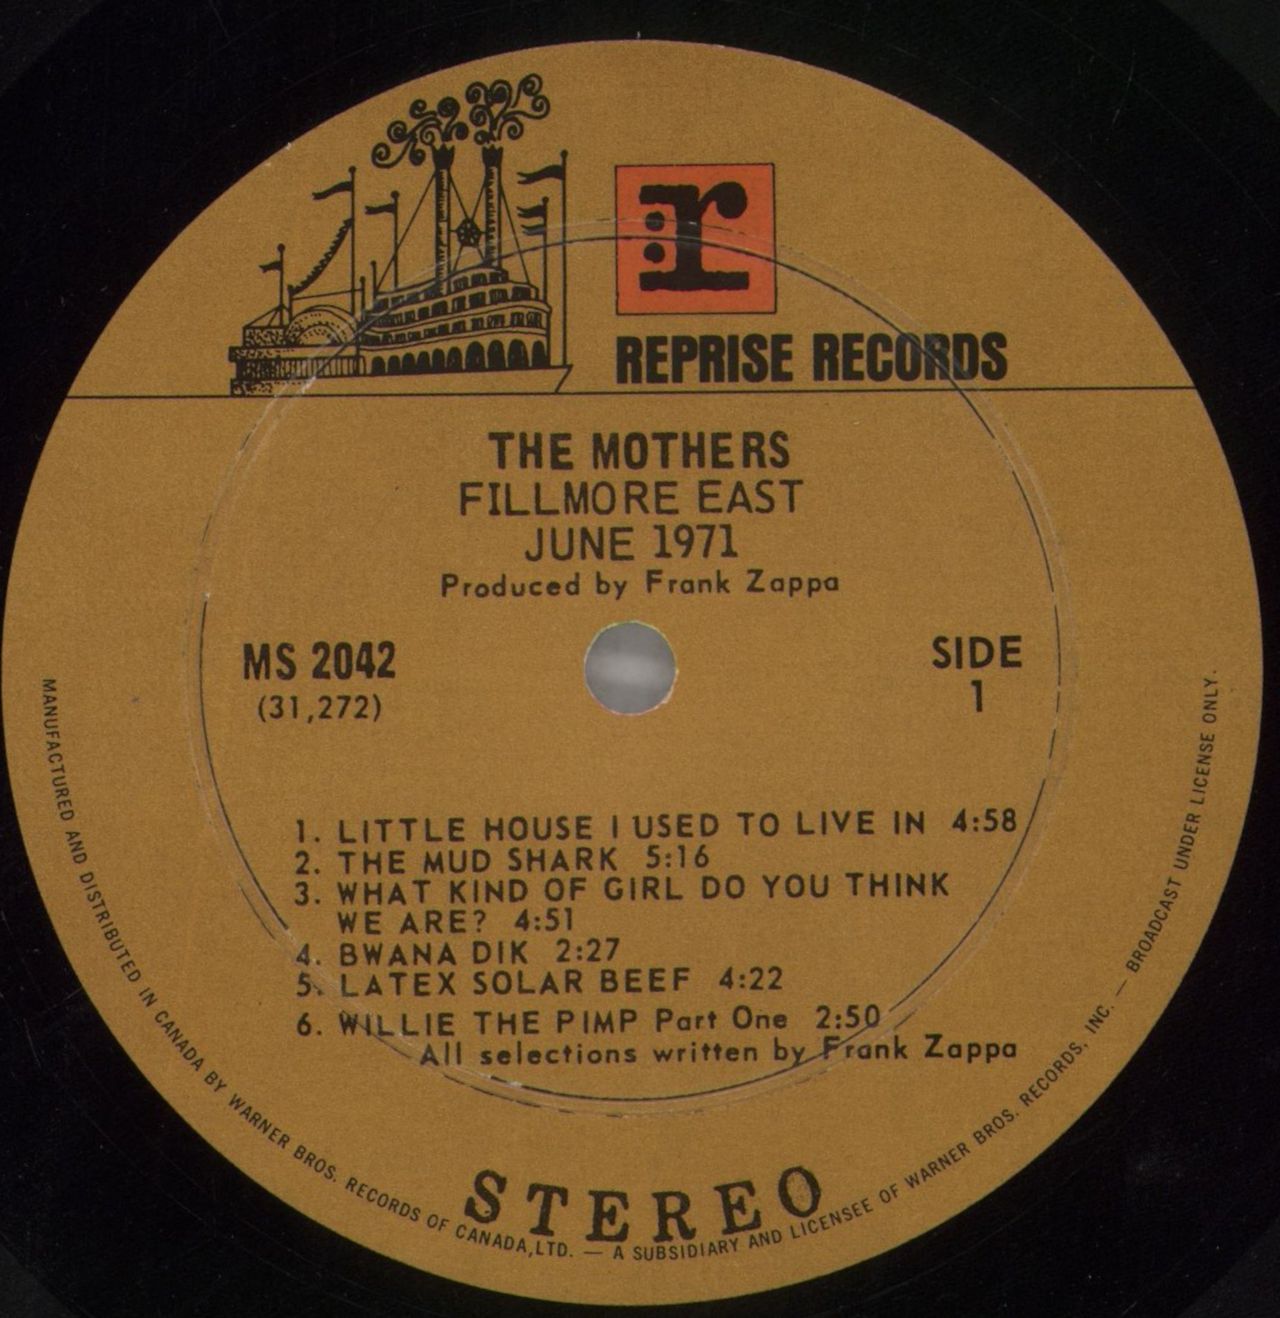 r:
REPRISE RECORDS
THE MOTHERS
FILLMORE EAST
JUNE 1971
Produced by Frank Zappa
MS 2042
(31,272)
SIDE
1
1. LITTLE HOUSE I USED TO LIVE IN 4:58
2. THE MUD SHARK 5:16
3. WHAT KIND OF GIRL DO YOU THINK
WE ARE? 4:51
4. BWANA DIK 2:27
5. LATEX SOLAR BEEF 4:22
6. WILLIE THE PIMP Part One 2:50
All selections written by Frank Zappa
STEREO
MANUFACTURED AND DISTRIBUTED IN CANADA BY WARNER BROS. RECORDS OF CANADA, LTD. — A SUBSIDIARY AND LICENSEE OF WARNER BROS. RECORDS, INC. — BROADCAST UNDER LICENSE ONLY.